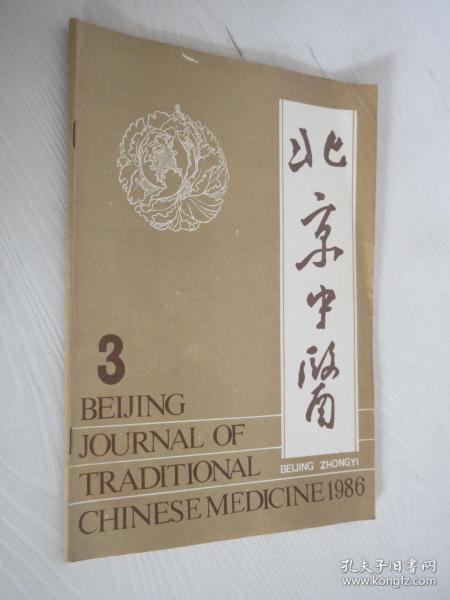 北京中醫
BEIJING ZHONGYI
3
BEIJING
JOURNAL OF
TRADITIONAL
CHINESE MEDICINE 1986
孔夫子旧书网
www.kongfz.com